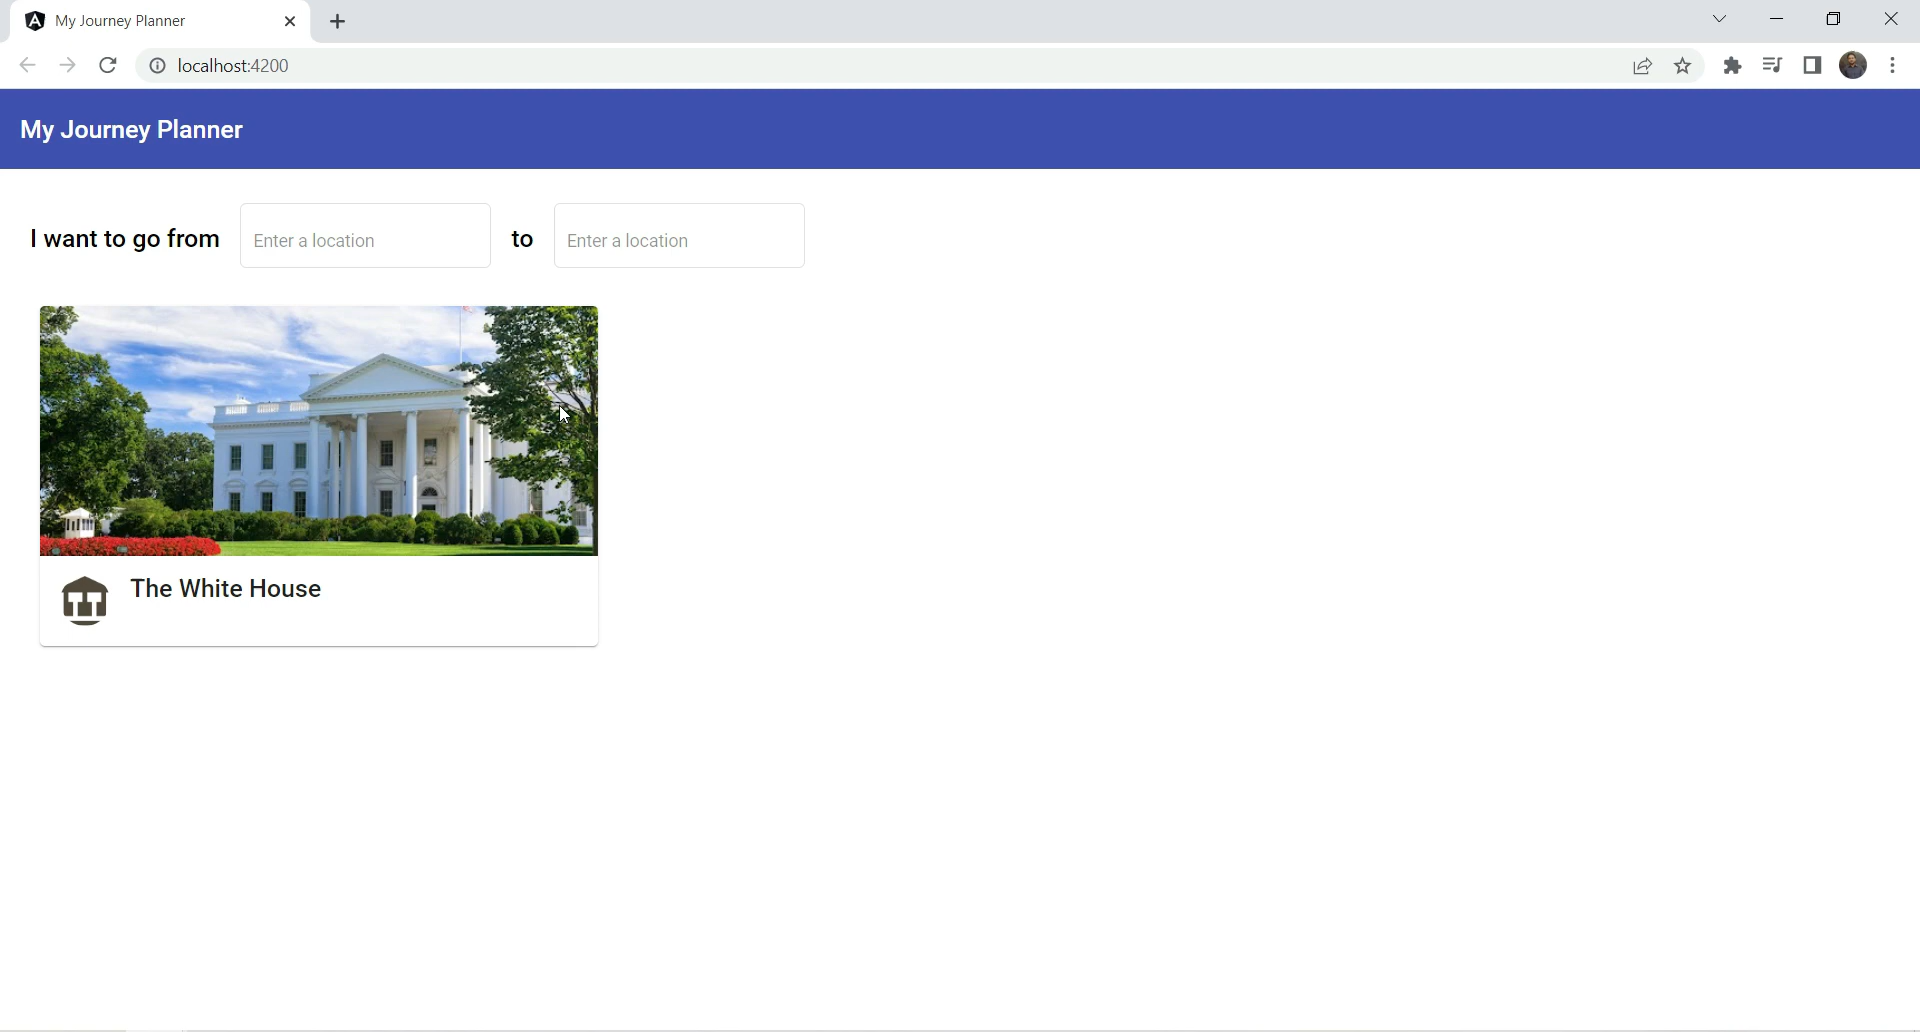 My Journey Planner
localhost:4200
My Journey Planner
I want to go from Enter a location to Enter a location
The White House